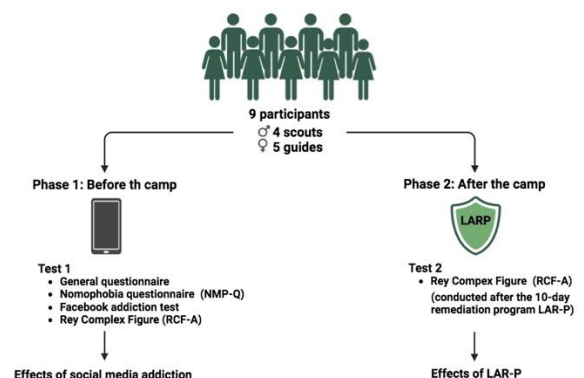 9 participants
♂ 4 scouts
♀ 5 guides
Phase 1: Before th camp
Phase 2: After the camp
LARP
Test 1
• General questionnaire
• Nomophobia questionnaire (NMP-Q)
• Facebook addiction test
• Rey Complex Figure (RCF-A)
Test 2
• Rey Compex Figure (RCF-A)
(conducted after the 10-day
remediation program LAR-P)
Effects of social media addiction
Effects of LAR-P